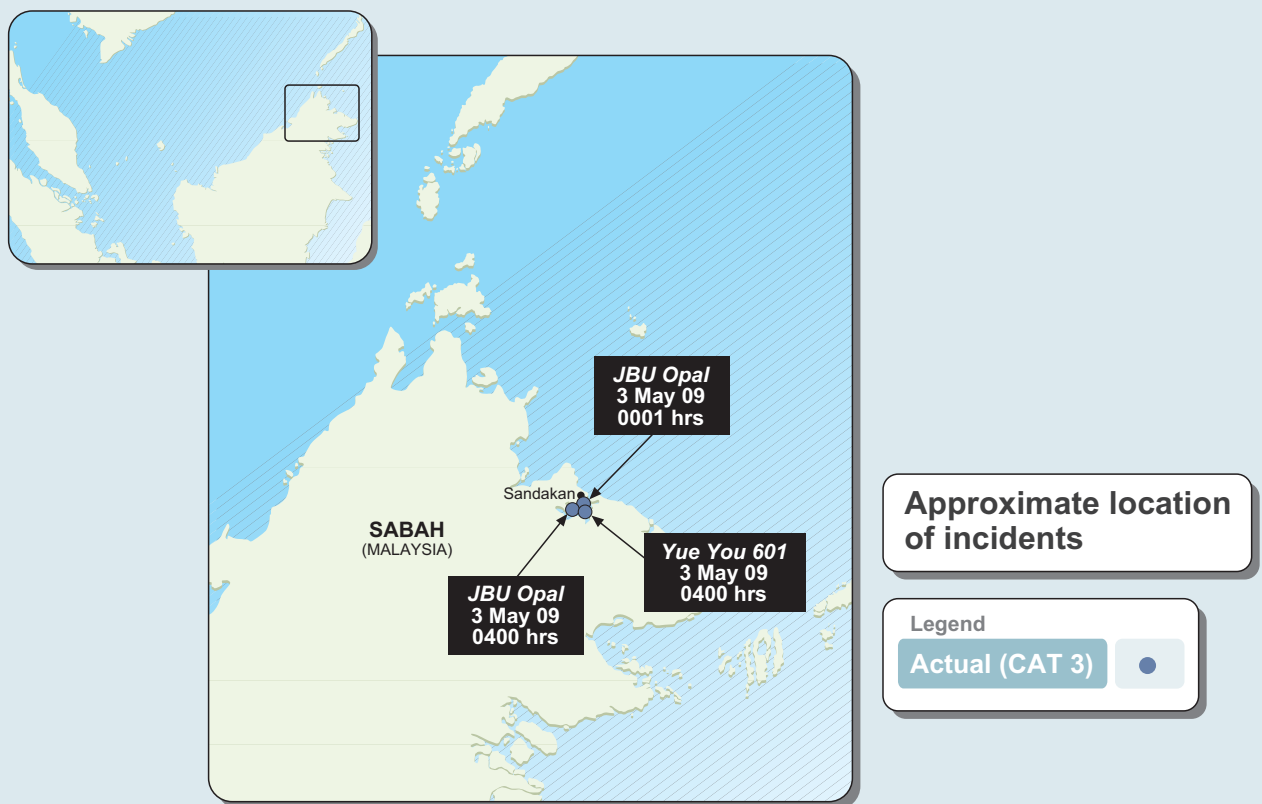 JBU Opal
3 May 09
0001 hrs
Sandakan
SABAH
(MALAYSIA)
Yue You 601
3 May 09
0400 hrs
JBU Opal
3 May 09
0400 hrs
Approximate location
of incidents
Legend
Actual (CAT 3)